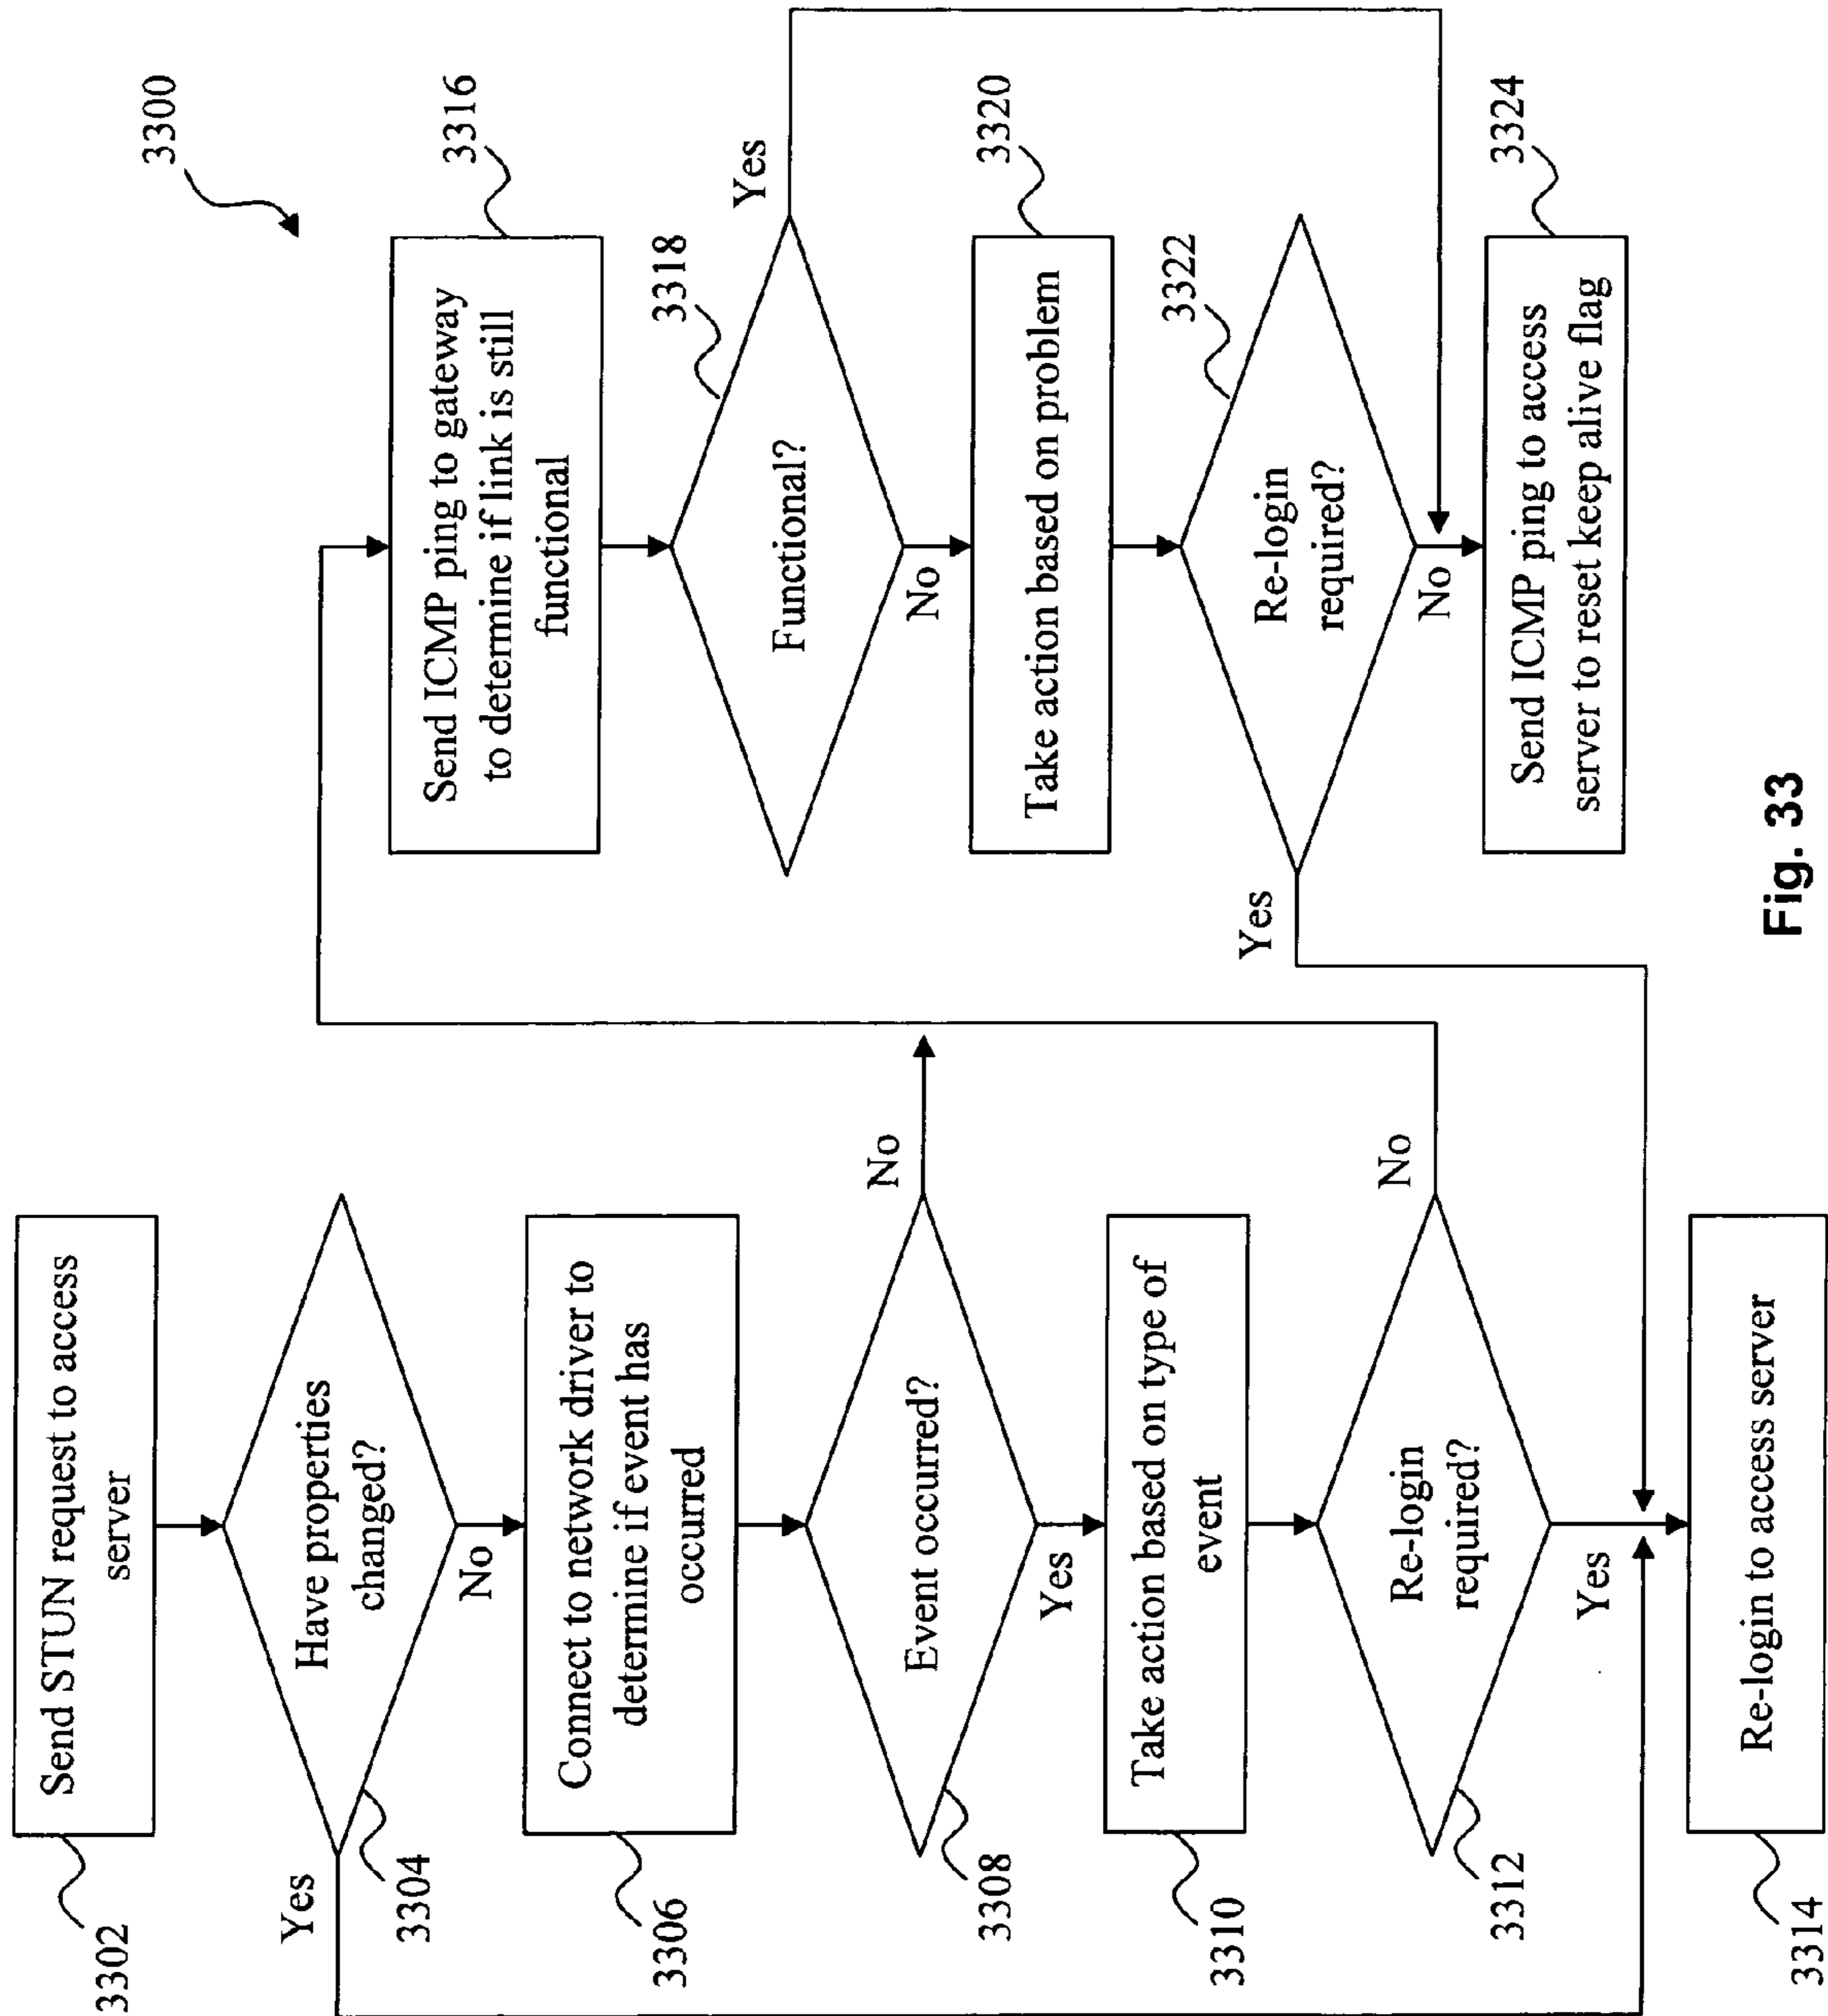 3300
3302
Send STUN request to access
server
Yes
3304
Have properties
changed?
No
3306
Connect to network driver to
determine if event has
occurred
3308
Event occurred?
No
Yes
3310
Take action based on type of
event
3312
Re-login
required?
No
Yes
3314
Re-login to access server
3316
Send ICMP ping to gateway
to determine if link is still
functional
3318
Functional?
Yes
No
3320
Take action based on problem
3322
Re-login
required?
Yes
No
3324
Send ICMP ping to access
server to reset keep alive flag
Fig. 33